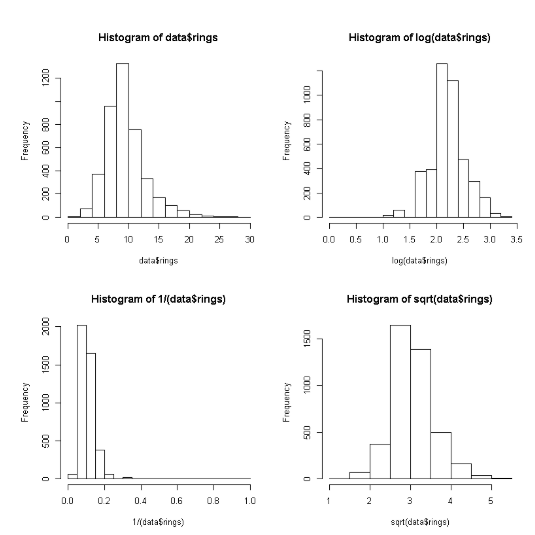 Histogram of data$rings
Frequency
0 200 400 600 800 1200
0 5 10 15 20 25 30
data$rings
Histogram of log(data$rings)
Frequency
0 200 400 600 800 1000
0.0 0.5 1.0 1.5 2.0 2.5 3.0 3.5
log(data$rings)
Histogram of 1/(data$rings)
Frequency
0 500 1000 1500 2000
0.0 0.2 0.4 0.6 0.8 1.0
1/(data$rings)
Histogram of sqrt(data$rings)
Frequency
0 500 1000 1500
1 2 3 4 5
sqrt(data$rings)